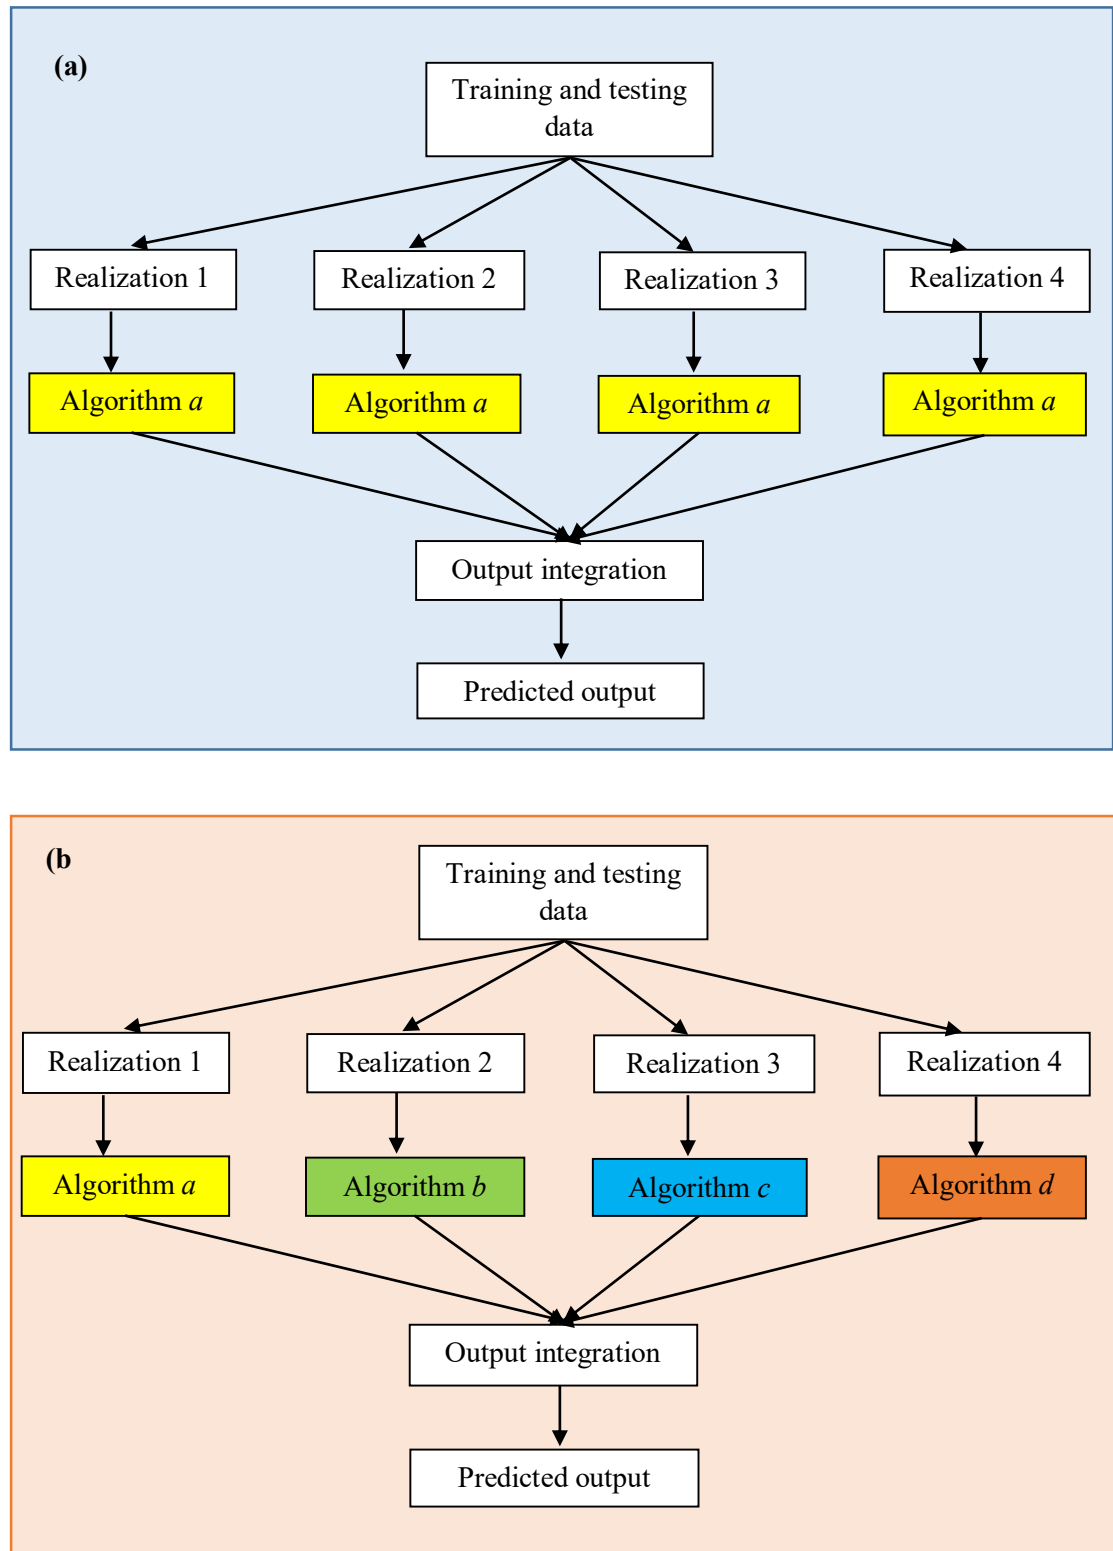 (a)
Training and testing
data
Realization 1
Realization 2
Realization 3
Realization 4
Algorithm a
Algorithm a
Algorithm a
Algorithm a
Output integration
Predicted output
(b
Training and testing
data
Realization 1
Realization 2
Realization 3
Realization 4
Algorithm a
Algorithm b
Algorithm c
Algorithm d
Output integration
Predicted output